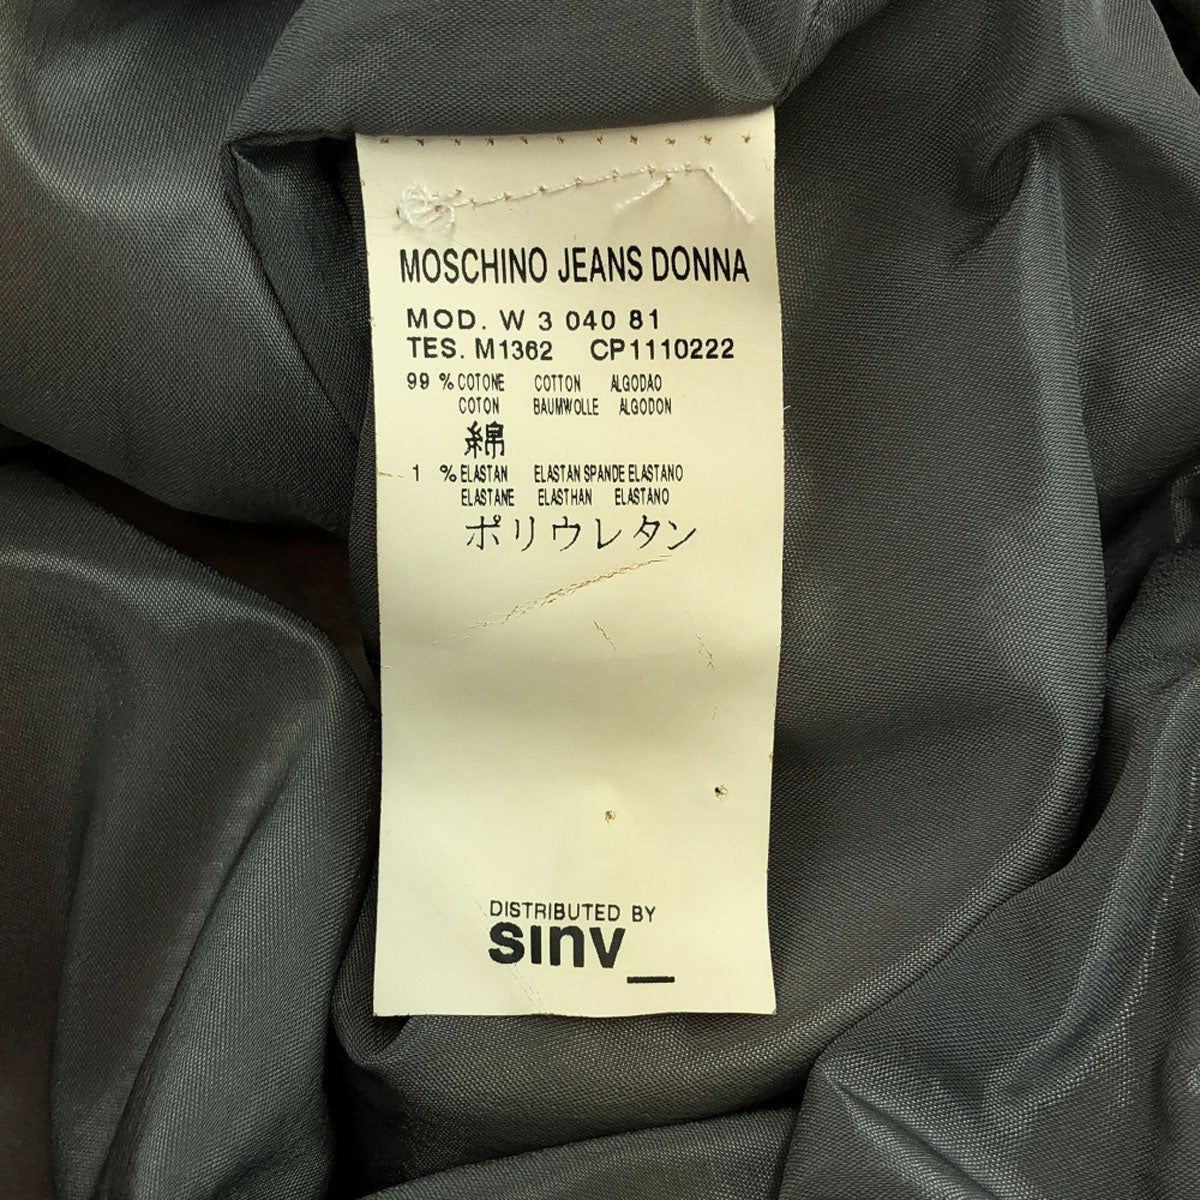 MOSCHINO JEANS DONNA
MOD. W 3 040 81
TES. M1362 CP1110222
99 % COTONE COTTON ALGODAO
COTON BAUMWOLLE ALGODON
綿
1 % ELASTAN ELASTAN SPANDE ELASTANO
ELASTANE ELASTHAN ELASTANO
ポリウレタン
DISTRIBUTED BY
sınv_